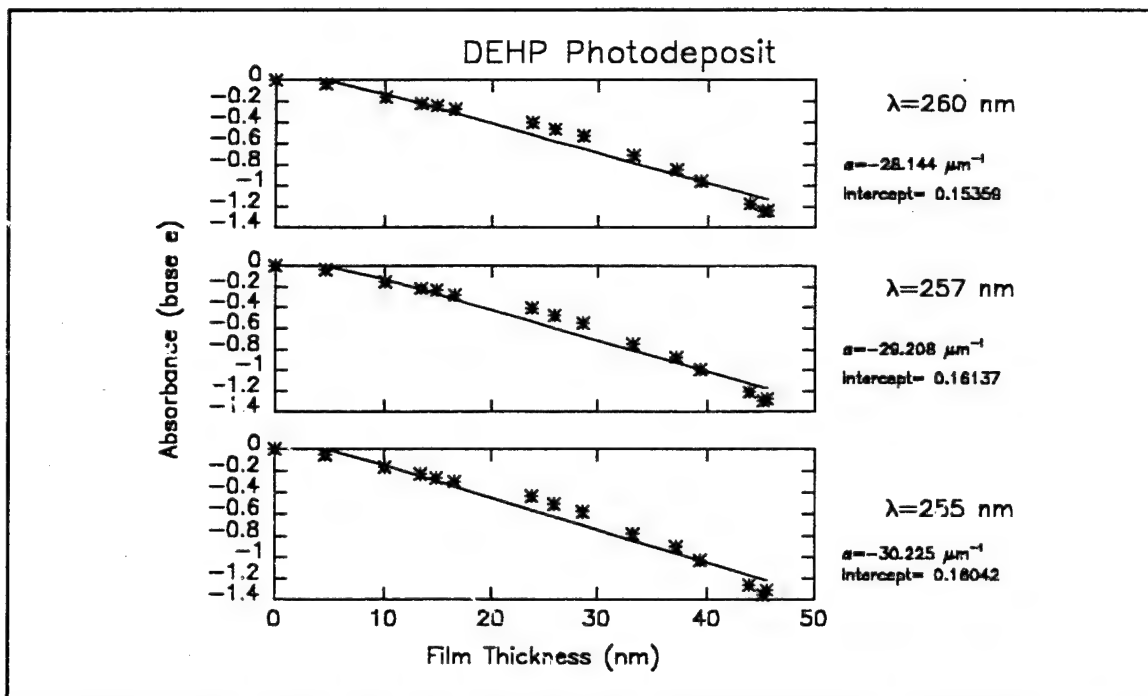 DEHP Photodeposit
Absorbance (base e)
0
−0.2
−0.4
−0.6
−0.8
−1
−1.2
−1.4
λ=260 nm
α=−28.144 μm⁻¹
Intercept= 0.15359
0
−0.2
−0.4
−0.6
−0.8
−1
−1.2
−1.4
λ=257 nm
α=−29.208 μm⁻¹
Intercept= 0.16137
0
−0.2
−0.4
−0.6
−0.8
−1
−1.2
−1.4
λ=255 nm
α=−30.225 μm⁻¹
Intercept= 0.16042
0 10 20 30 40 50
Film Thickness (nm)